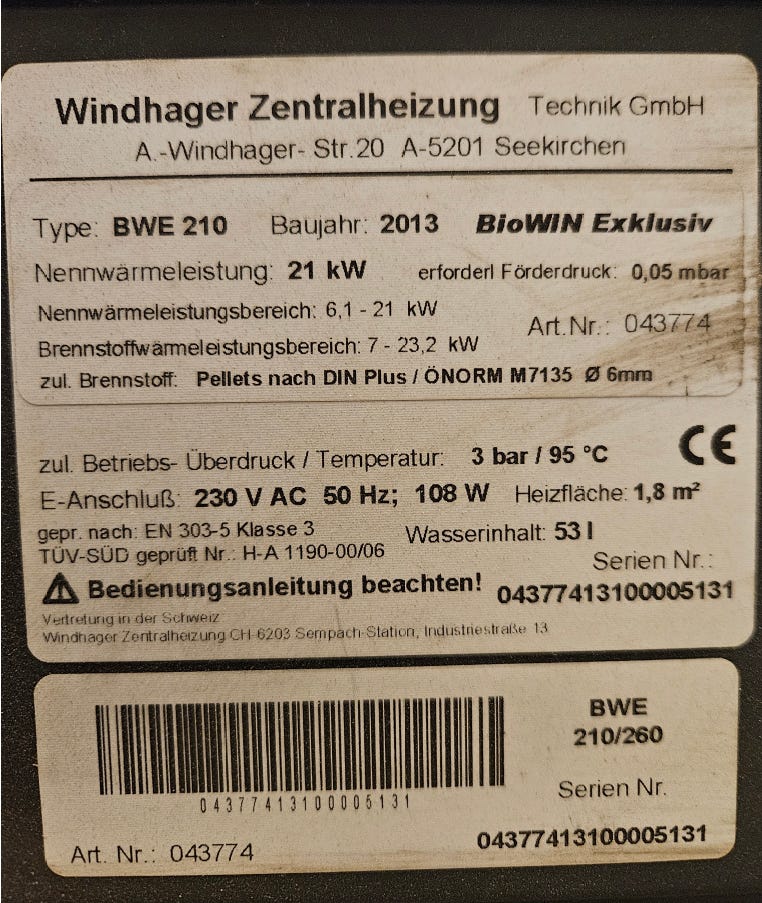 Windhager Zentralheizung Technik GmbH
A.-Windhager- Str.20 A-5201 Seekirchen
Type: BWE 210 Baujahr: 2013 BioWIN Exklusiv
Nennwärmeleistung: 21 kW erforderl Förderdruck: 0,05 mbar
Nennwärmeleistungsbereich: 6,1 - 21 kW
Art.Nr.: 043774
Brennstoffwärmeleistungsbereich: 7 - 23,2 kW
zul. Brennstoff: Pellets nach DIN Plus / ÖNORM M7135 Ø 6mm
CE
zul. Betriebs- Überdruck / Temperatur: 3 bar / 95 °C
E-Anschluß: 230 V AC 50 Hz; 108 W Heizfläche: 1,8 m²
gepr. nach: EN 303-5 Klasse 3 Wasserinhalt: 53 l
TÜV-SÜD geprüft Nr.: H-A 1190-00/06
Serien Nr.:
Bedienungsanleitung beachten! 04377413100005131
Vertretung in der Schweiz
Windhager Zentralheizung CH-6203 Sempach-Station, Industriestraße 13
BWE
210/260
Serien Nr.
04377413100005131
04377413100005131
Art. Nr.: 043774